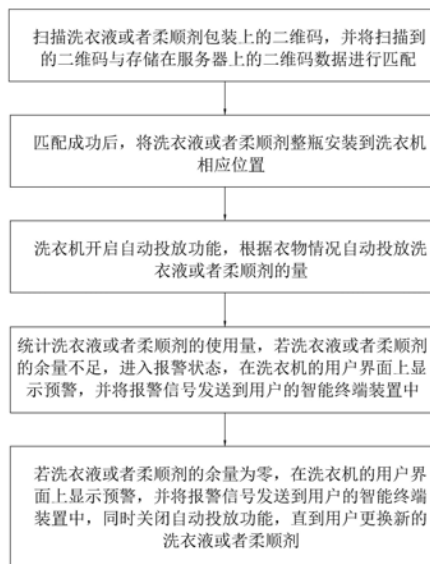 扫描洗衣液或者柔顺剂包装上的二维码，并将扫描到
的二维码与存储在服务器上的二维码数据进行匹配
匹配成功后，将洗衣液或者柔顺剂整瓶安装到洗衣机
相应位置
洗衣机开启自动投放功能，根据衣物情况自动投放洗
衣液或者柔顺剂的量
统计洗衣液或者柔顺剂的使用量，若洗衣液或者柔顺剂
的余量不足，进入报警状态，在洗衣机的用户界面上显
示预警，并将报警信号发送到用户的智能终端装置中
若洗衣液或者柔顺剂的余量为零，在洗衣机的用户界
面上显示预警，并将报警信号发送到用户的智能终端
装置中，同时关闭自动投放功能，直到用户更换新的
洗衣液或者柔顺剂